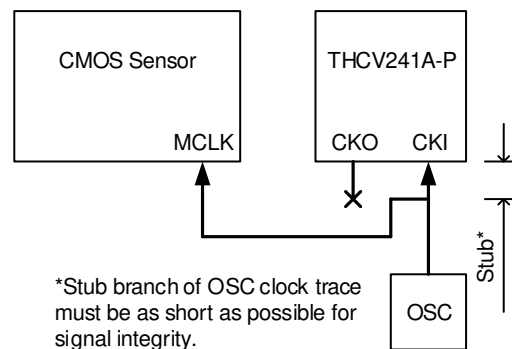 CMOS Sensor
THCV241A-P
MCLK
CKO
CKI
Stub*
*Stub branch of OSC clock trace
must be as short as possible for
signal integrity.
OSC